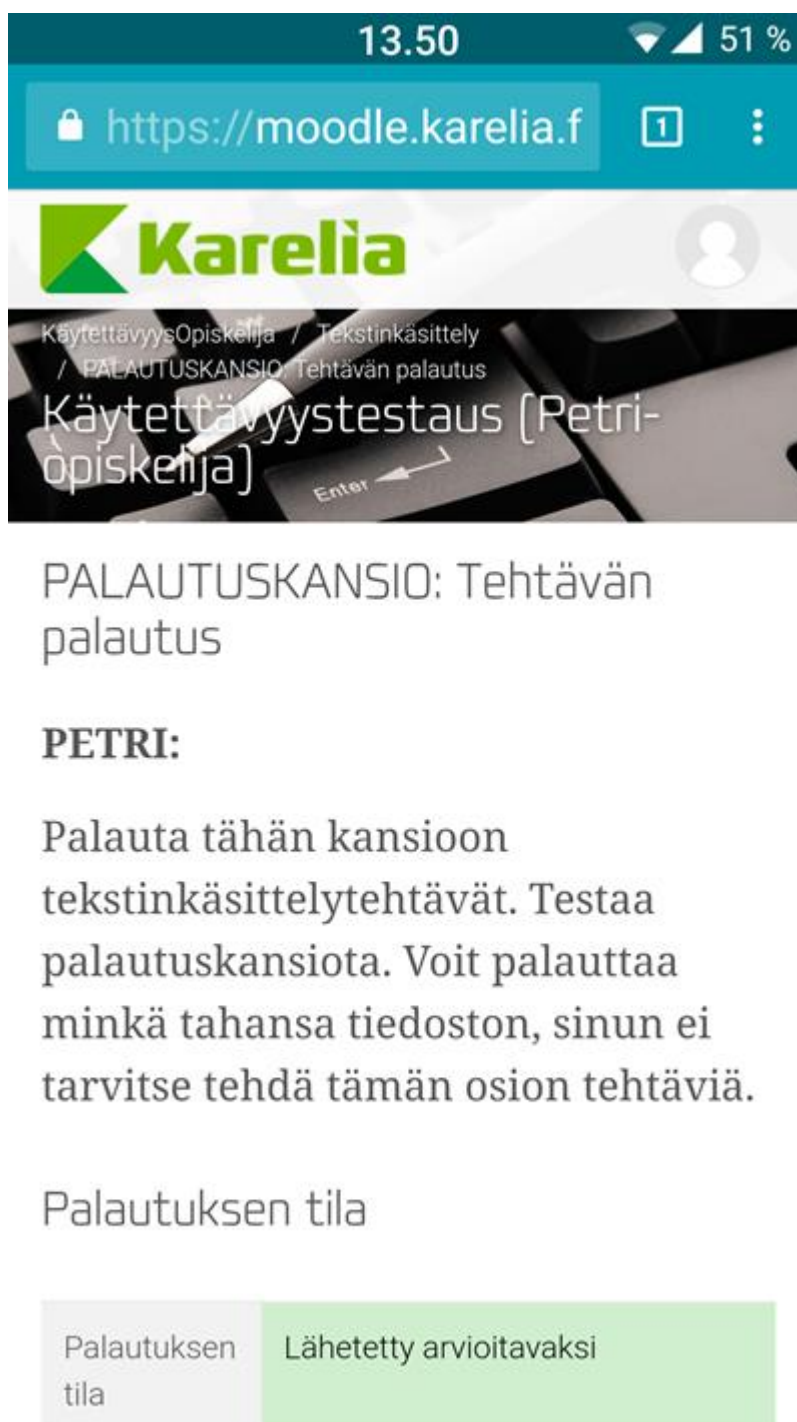 13.50 51 %
https://moodle.karelia.f 1
Karelia
KäytettävyysOpiskelija / Tekstinkäsittely
/ PALAUTUSKANSIO: Tehtävän palautus
Käytettävyystestaus (Petri-
opiskelija)
Enter
PALAUTUSKANSIO: Tehtävän
palautus
PETRI:
Palauta tähän kansioon
tekstinkäsittelytehtävät. Testaa
palautuskansiota. Voit palauttaa
minkä tahansa tiedoston, sinun ei
tarvitse tehdä tämän osion tehtäviä.
Palautuksen tila
Palautuksen Lähetetty arvioitavaksi
tila